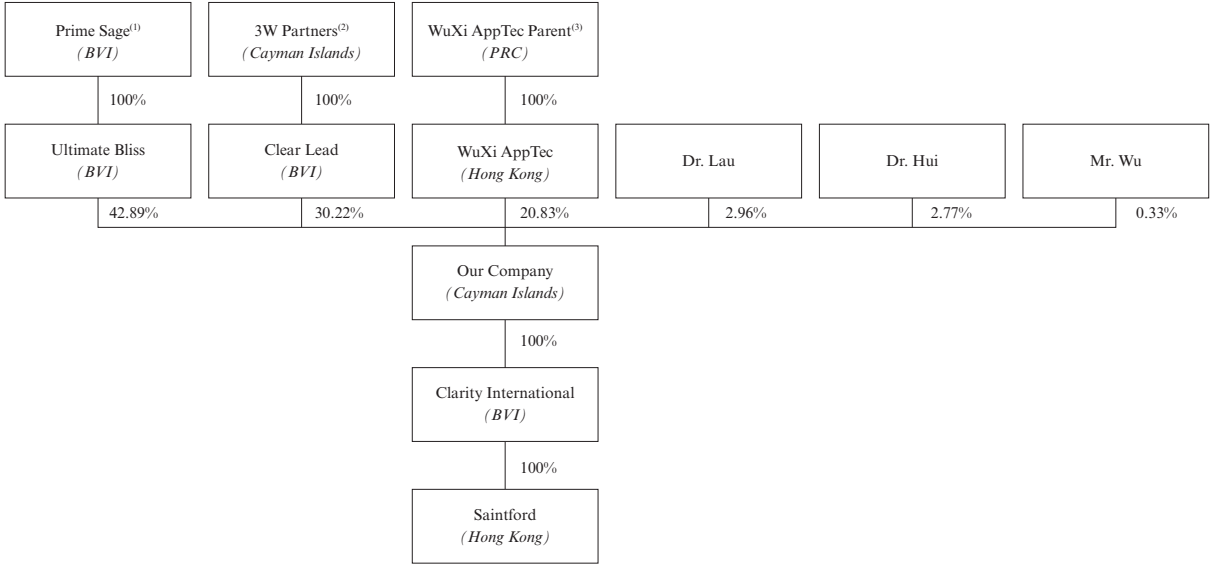 Prime Sage(1)
(BVI)
3W Partners(2)
(Cayman Islands)
WuXi AppTec Parent(3)
(PRC)
100%
100%
100%
Ultimate Bliss
(BVI)
Clear Lead
(BVI)
WuXi AppTec
(Hong Kong)
Dr. Lau
Dr. Hui
Mr. Wu
42.89%
30.22%
20.83%
2.96%
2.77%
0.33%
Our Company
(Cayman Islands)
100%
Clarity International
(BVI)
100%
Saintford
(Hong Kong)